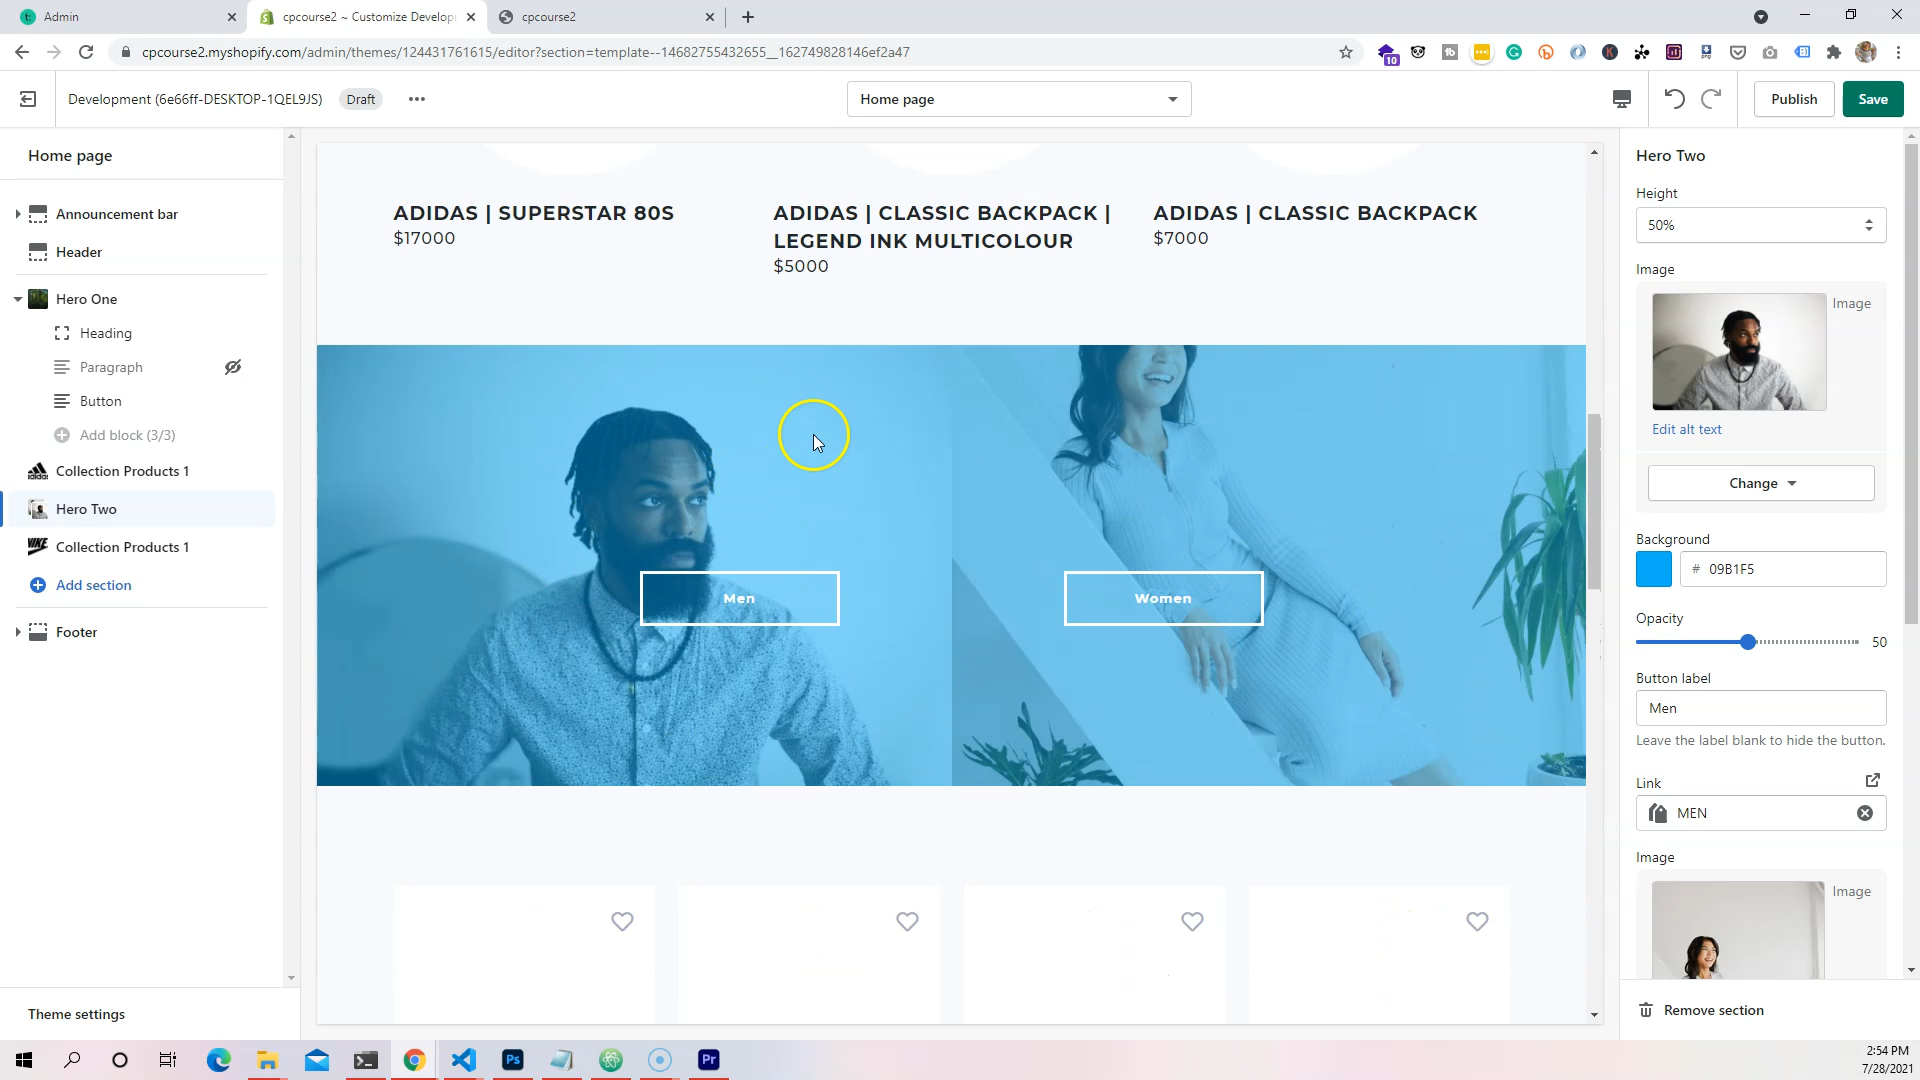 Admin
cpcourse2 ~ Customize Develop
cpcourse2
cpcourse2.myshopify.com/admin/themes/124431761615/editor?section=template--14682755432655__162749828146ef2a47
10
Development (6e66ff-DESKTOP-1QEL9JS)
Draft
Home page
Publish
Save
Home page
Announcement bar
Header
Hero One
Heading
Paragraph
Button
Add block (3/3)
Collection Products 1
Hero Two
Collection Products 1
Add section
Footer
Theme settings
ADIDAS | SUPERSTAR 80S
$17000
ADIDAS | CLASSIC BACKPACK |
LEGEND INK MULTICOLOUR
$5000
ADIDAS | CLASSIC BACKPACK
$7000
Men
Women
Hero Two
Height
50%
Image
Image
Edit alt text
Change
Background
# 09B1F5
Opacity
50
Button label
Men
Leave the label blank to hide the button.
Link
MEN
Image
Image
Remove section
Ps
Pr
2:54 PM
7/28/2021